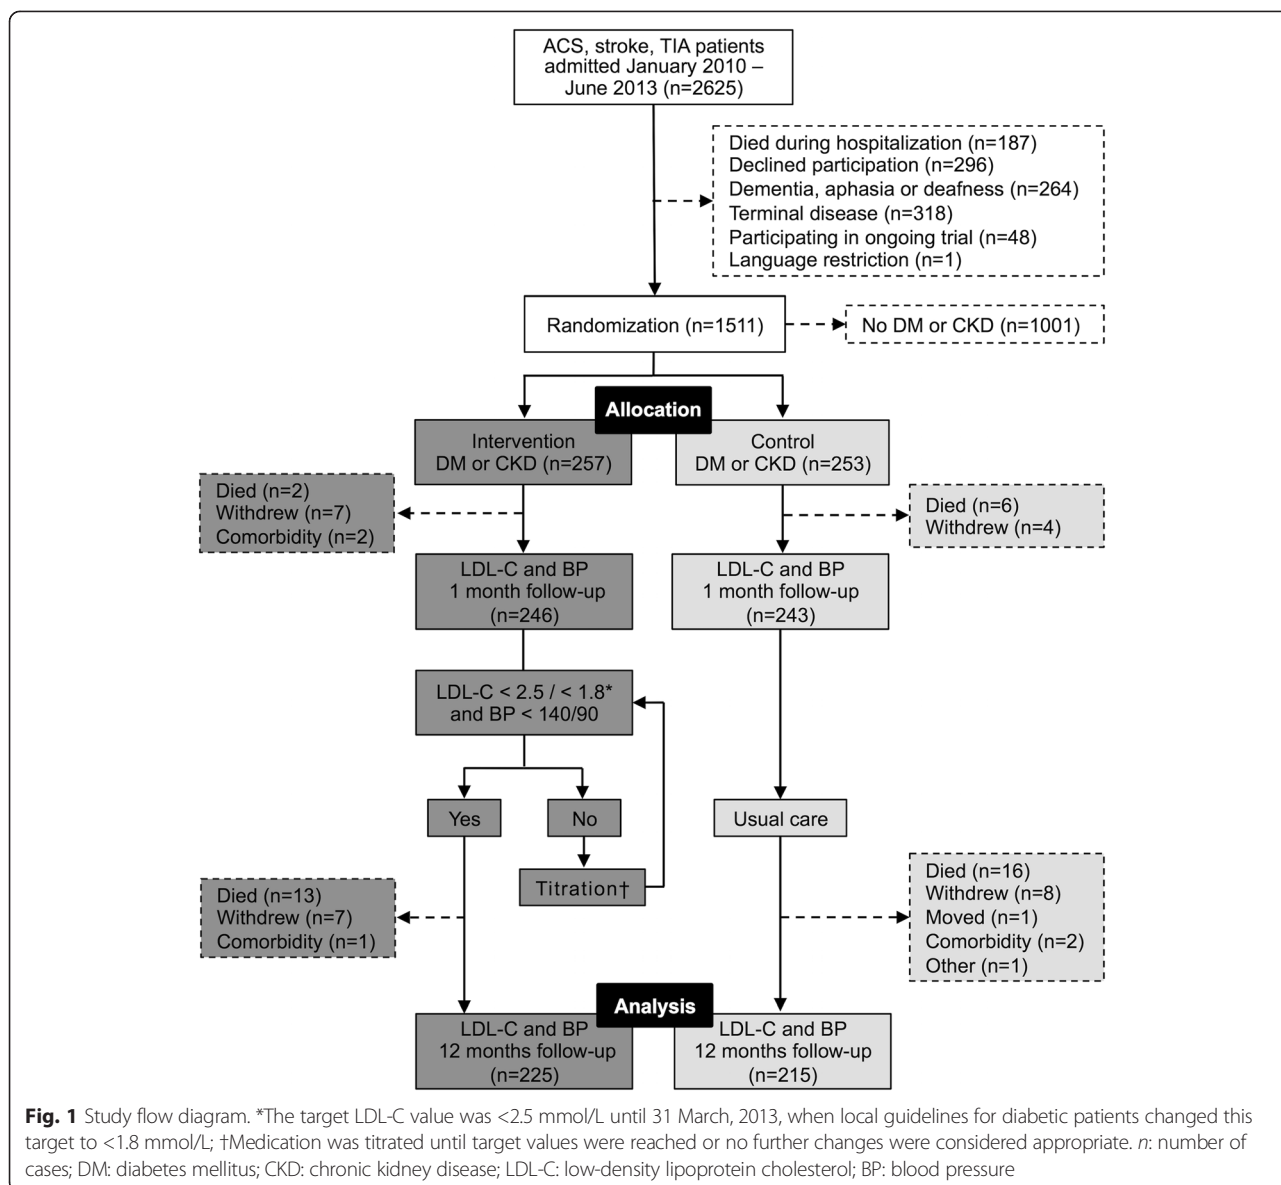 ACS, stroke, TIA patients
admitted January 2010 –
June 2013 (n=2625)
Died during hospitalization (n=187)
Declined participation (n=296)
Dementia, aphasia or deafness (n=264)
Terminal disease (n=318)
Participating in ongoing trial (n=48)
Language restriction (n=1)
Randomization (n=1511)
No DM or CKD (n=1001)
Allocation
Intervention
DM or CKD (n=257)
Control
DM or CKD (n=253)
Died (n=2)
Withdrew (n=7)
Comorbidity (n=2)
Died (n=6)
Withdrew (n=4)
LDL-C and BP
1 month follow-up
(n=246)
LDL-C and BP
1 month follow-up
(n=243)
LDL-C < 2.5 / < 1.8*
and BP < 140/90
Yes
No
Usual care
Titration†
Died (n=13)
Withdrew (n=7)
Comorbidity (n=1)
Died (n=16)
Withdrew (n=8)
Moved (n=1)
Comorbidity (n=2)
Other (n=1)
Analysis
LDL-C and BP
12 months follow-up
(n=225)
LDL-C and BP
12 months follow-up
(n=215)
Fig. 1 Study flow diagram. *The target LDL-C value was <2.5 mmol/L until 31 March, 2013, when local guidelines for diabetic patients changed this
target to <1.8 mmol/L; †Medication was titrated until target values were reached or no further changes were considered appropriate. n: number of
cases; DM: diabetes mellitus; CKD: chronic kidney disease; LDL-C: low-density lipoprotein cholesterol; BP: blood pressure